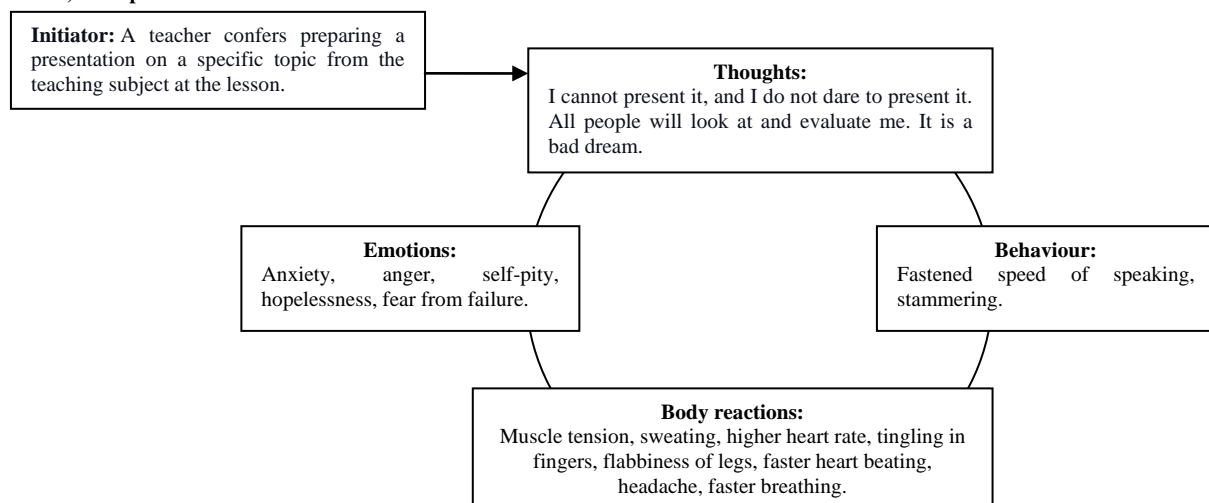 Initiator: A teacher confers preparing a
presentation on a specific topic from the
teaching subject at the lesson.
Thoughts:
I cannot present it, and I do not dare to present it.
All people will look at and evaluate me. It is a
bad dream.
Emotions:
Anxiety, anger, self-pity,
hopelessness, fear from failure.
Behaviour:
Fastened speed of speaking,
stammering.
Body reactions:
Muscle tension, sweating, higher heart rate, tingling in
fingers, flabbiness of legs, faster heart beating,
headache, faster breathing.